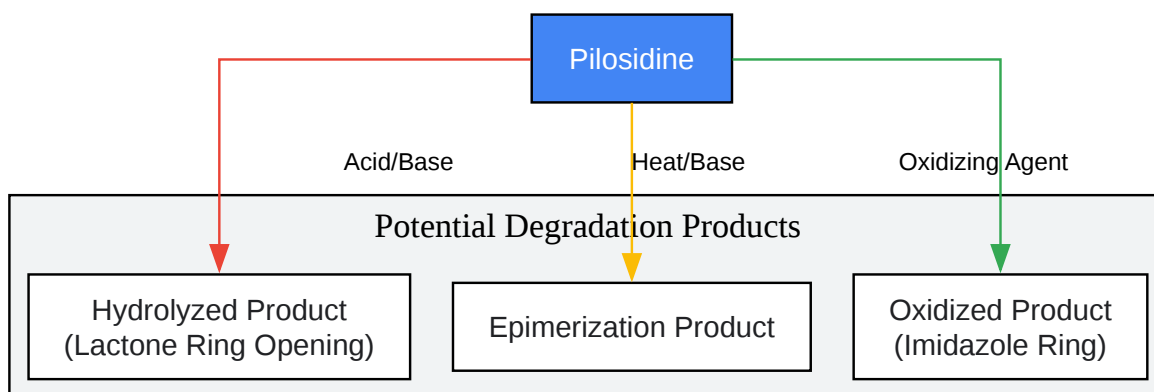 Pilosidine
Acid/Base
Heat/Base
Oxidizing Agent
Potential Degradation Products
Hydrolyzed Product
(Lactone Ring Opening)
Epimerization Product
Oxidized Product
(Imidazole Ring)